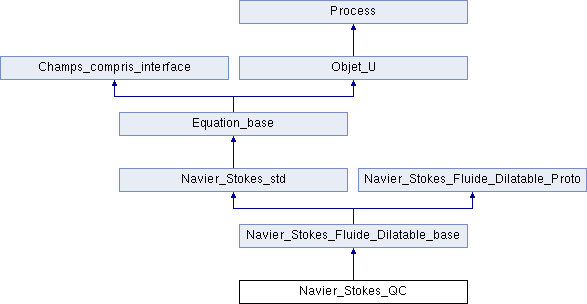 Process
Champs_compris_interface
Objet_U
Equation_base
Navier_Stokes_std
Navier_Stokes_Fluide_Dilatable_Proto
Navier_Stokes_Fluide_Dilatable_base
Navier_Stokes_QC